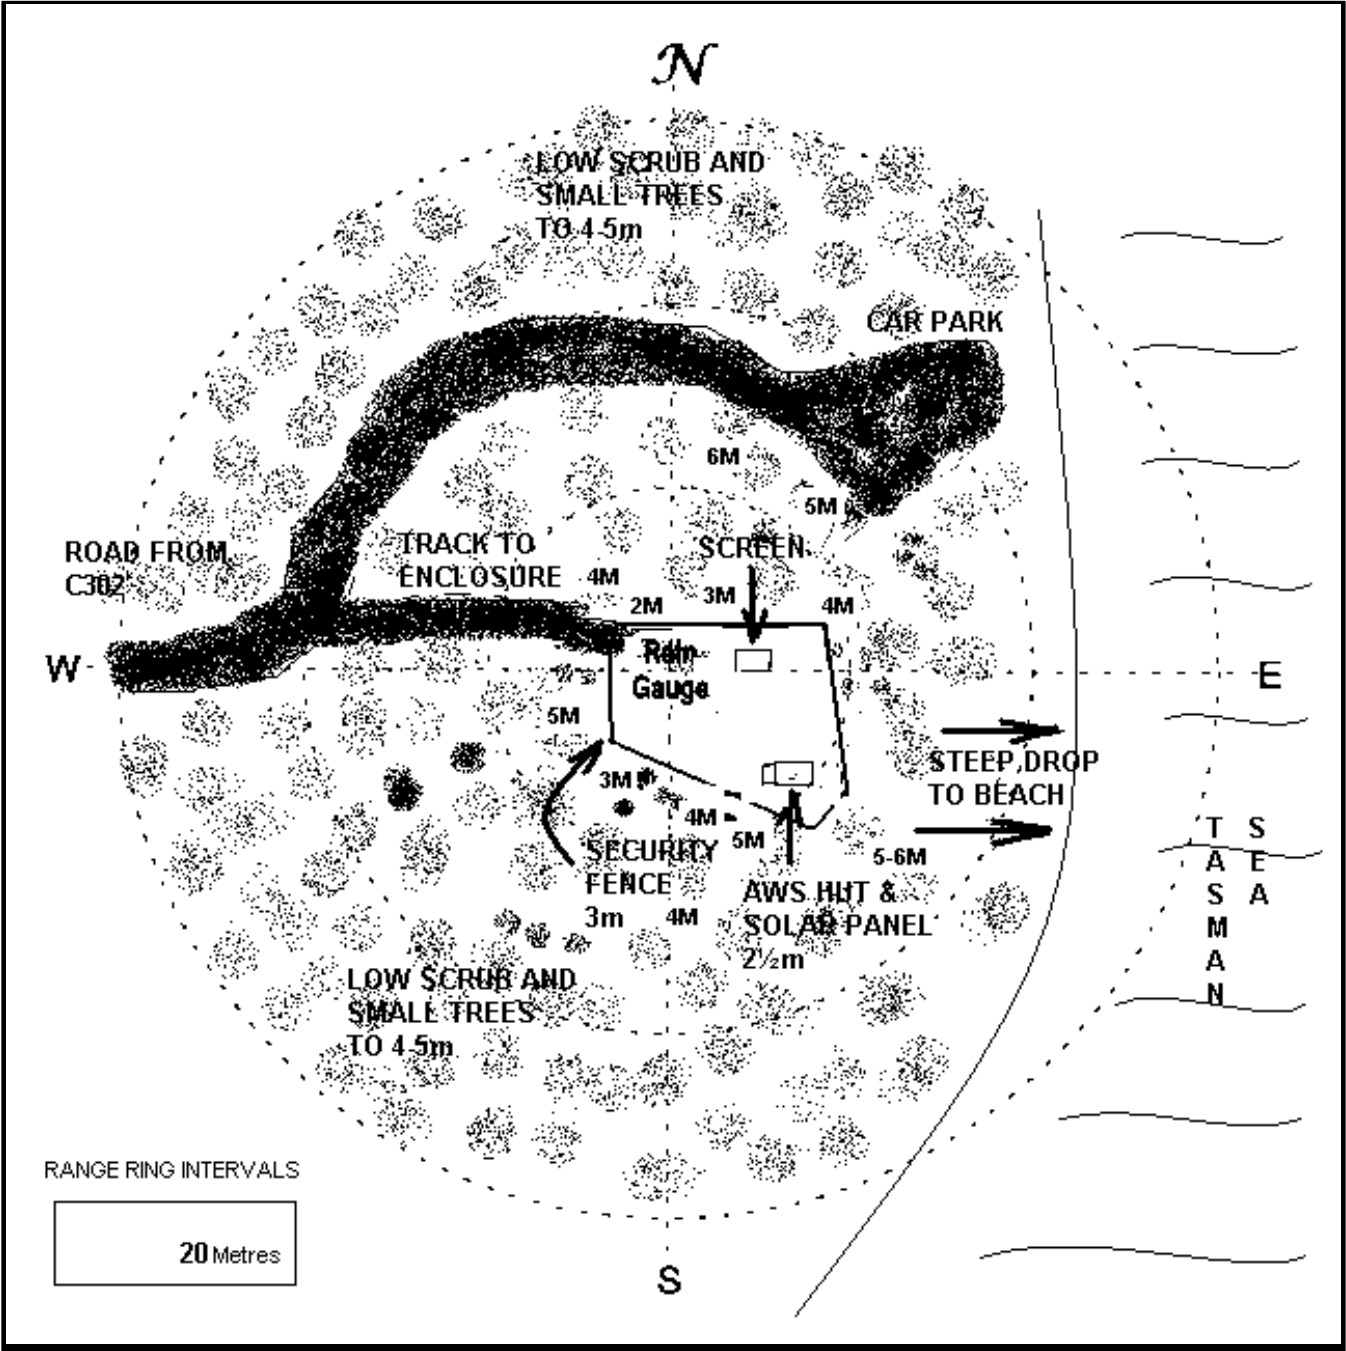 N
LOW SCRUB AND
SMALL TREES
TO 4-5m
CAR PARK
6M
5M
ROAD FROM
C302
TRACK TO
ENCLOSURE
SCREEN
4M
2M
3M
4M
Rain
Gauge
W
E
5M
STEEP DROP
TO BEACH
3M
4M
5M
5-6M
SECURITY
FENCE
3m
4M
AWS HUT &
SOLAR PANEL
2½m
TASMAN
SEA
LOW SCRUB AND
SMALL TREES
TO 4-5m
RANGE RING INTERVALS
20 Metres
S